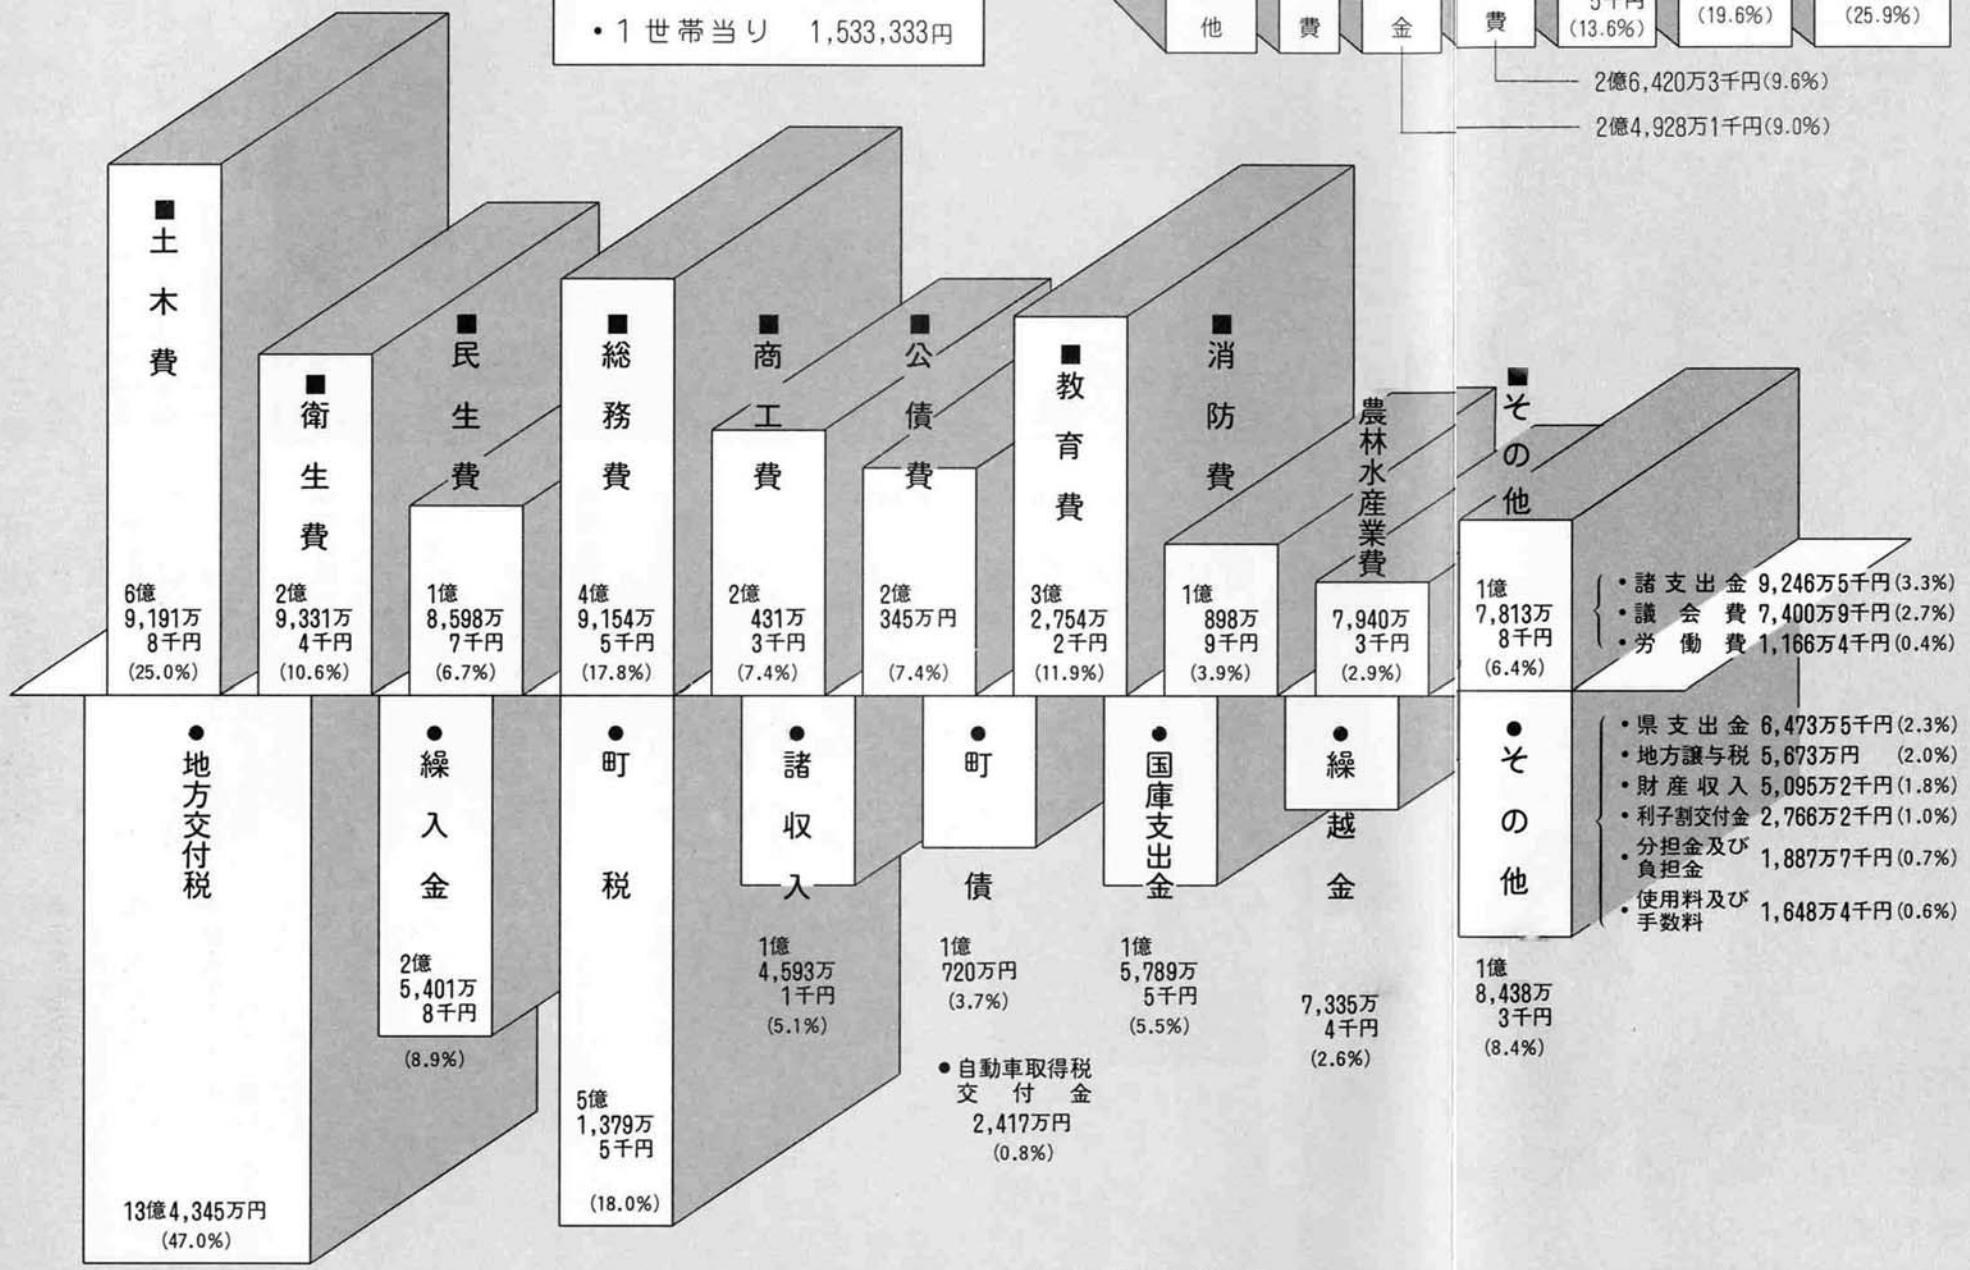 ・1世帯当り 1,533,333円
他
費
金
費
5千円
(13.6%)
(19.6%)
(25.9%)
2億6,420万3千円(9.6%)
2億4,928万1千円(9.0%)
■土木費
6億
9,191万
8千円
(25.0%)
■衛生費
2億
9,331万
4千円
(10.6%)
■民生費
1億
8,598万
7千円
(6.7%)
■総務費
4億
9,154万
5千円
(17.8%)
■商工費
2億
431万
3千円
(7.4%)
■公債費
2億
345万円
(7.4%)
■教育費
3億
2,754万
2千円
(11.9%)
■消防費
1億
898万
9千円
(3.9%)
農林水産業費
7,940万
3千円
(2.9%)
■その他
1億
7,813万
8千円
(6.4%)
・諸支出金 9,246万5千円(3.3%)
・議会費 7,400万9千円(2.7%)
・労働費 1,166万4千円(0.4%)
●地方交付税
13億4,345万円
(47.0%)
●繰入金
2億
5,401万
8千円
(8.9%)
●町税
5億
1,379万
5千円
(18.0%)
●諸収入
1億
4,593万
1千円
(5.1%)
●町債
1億
720万円
(3.7%)
●自動車取得税
交付金
2,417万円
(0.8%)
●国庫支出金
1億
5,789万
5千円
(5.5%)
●繰越金
7,335万
4千円
(2.6%)
●その他
1億
8,438万
3千円
(8.4%)
・県支出金 6,473万5千円(2.3%)
・地方譲与税 5,673万円 (2.0%)
・財産収入 5,095万2千円(1.8%)
・利子割交付金 2,766万2千円(1.0%)
・分担金及び
負担金 1,887万7千円(0.7%)
・使用料及び
手数料 1,648万4千円(0.6%)